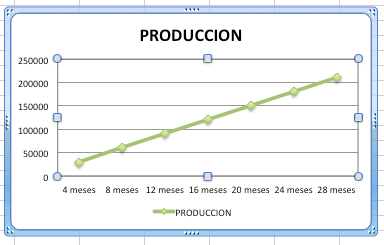 PRODUCCION
250000
200000
150000
100000
50000
0
4 meses 8 meses 12 meses 16 meses 20 meses 24 meses 28 meses
PRODUCCION